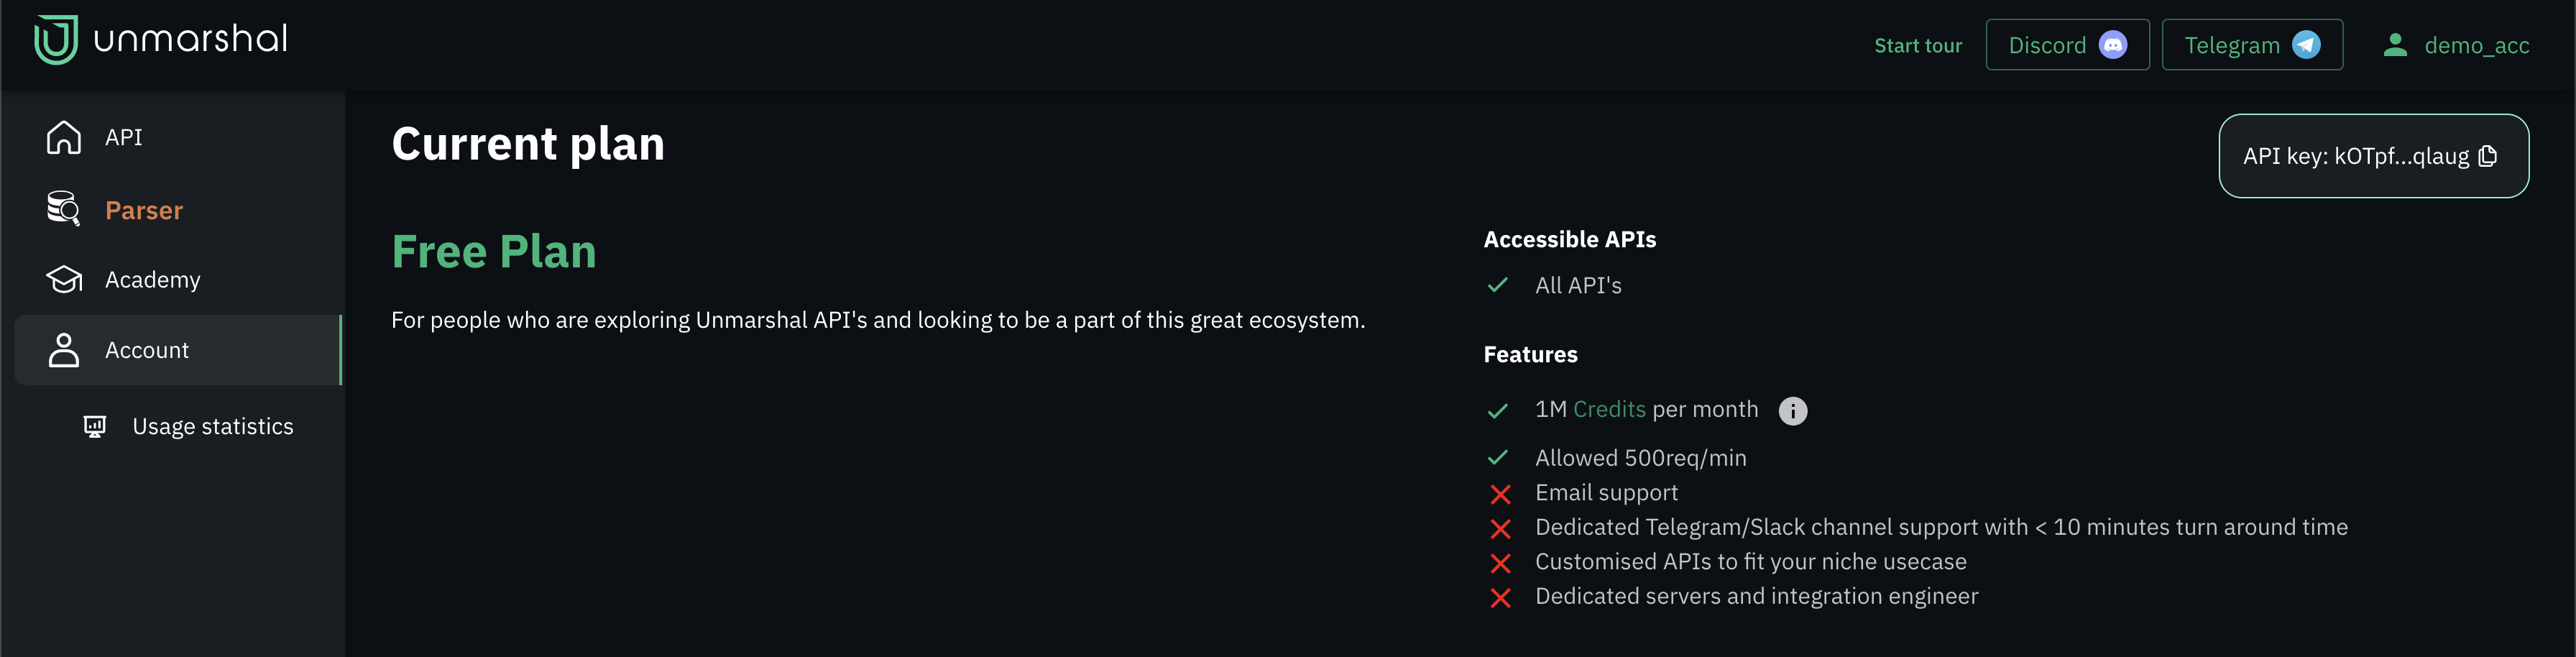 unmarshal
Start tour
Discord
Telegram
demo_acc
API
Parser
Academy
Account
Usage statistics
Current plan
API key: kOTpf...qlaug
Free Plan
For people who are exploring Unmarshal API's and looking to be a part of this great ecosystem.
Accessible APIs
All API's
Features
1M Credits per month
Allowed 500req/min
Email support
Dedicated Telegram/Slack channel support with < 10 minutes turn around time
Customised APIs to fit your niche usecase
Dedicated servers and integration engineer